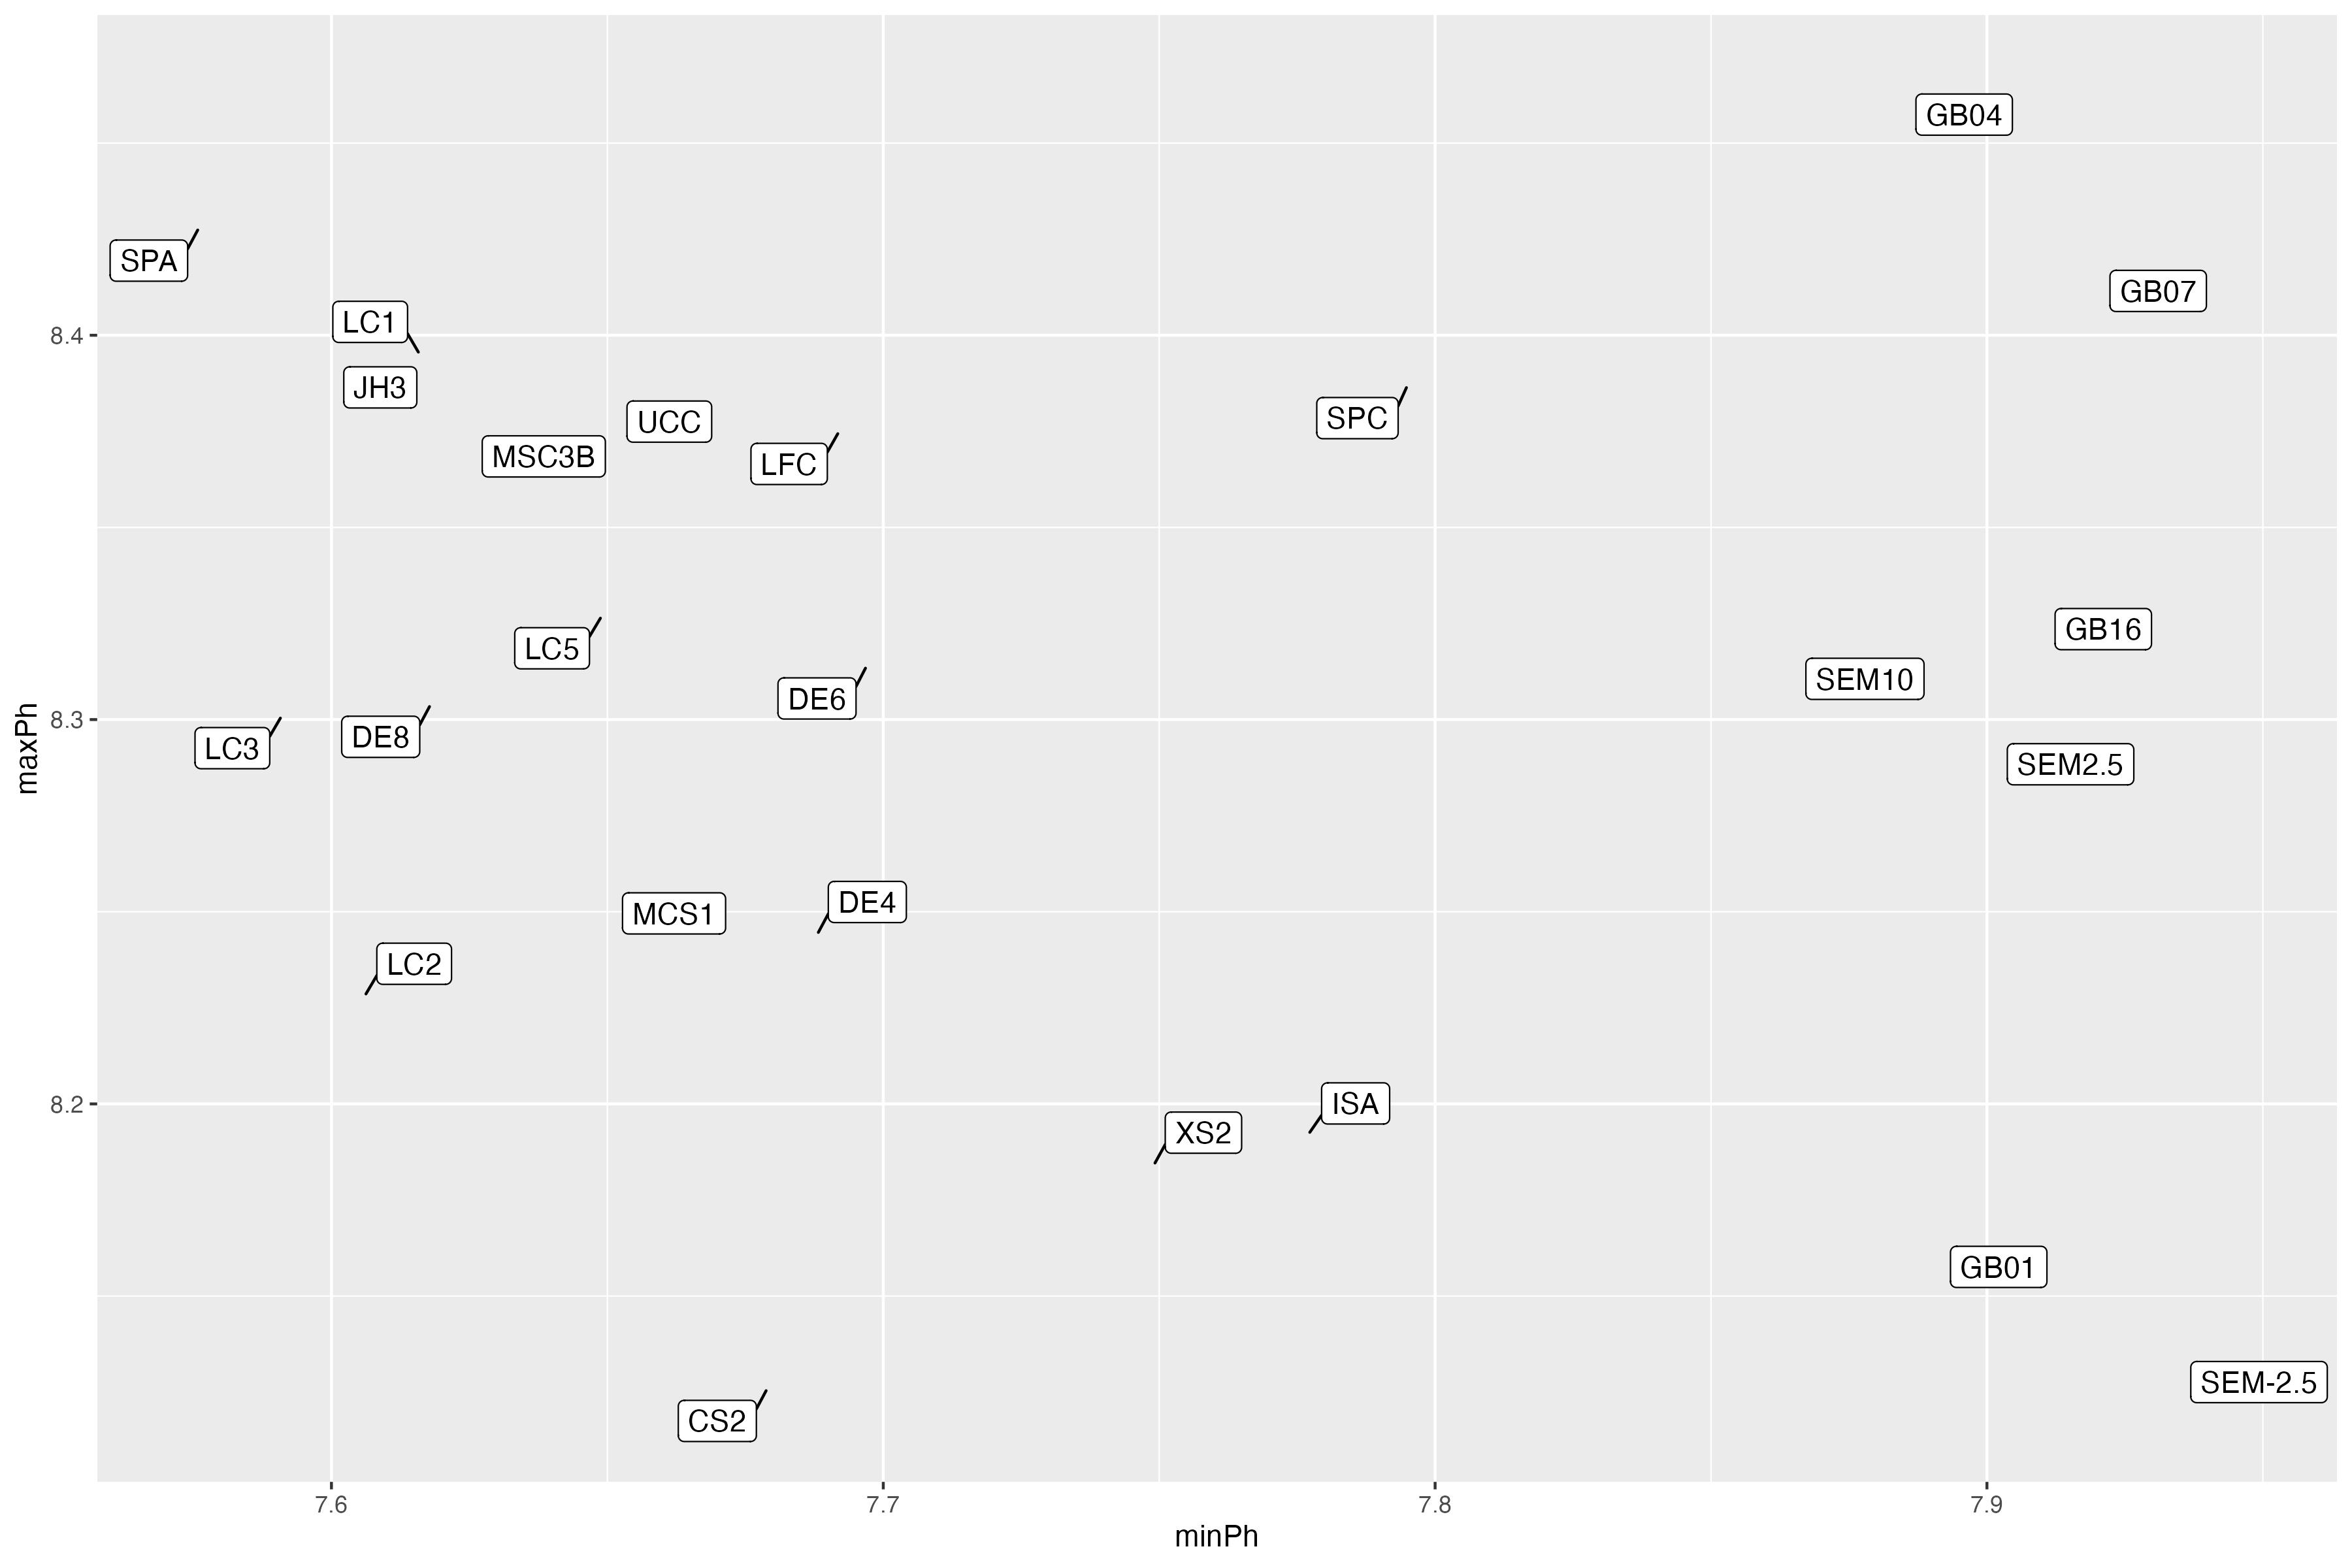 GB04
SPA
GB07
LC1
8.4
JH3
SPC
UCC
MSC3B
LFC
GB16
LC5
SEM10
DE6
8.3
DE8
LC3
maxPh
SEM2.5
DE4
MCS1
LC2
ISA
8.2
XS2
GB01
SEM-2.5
CS2
7.6 7.7 7.8 7.9
minPh